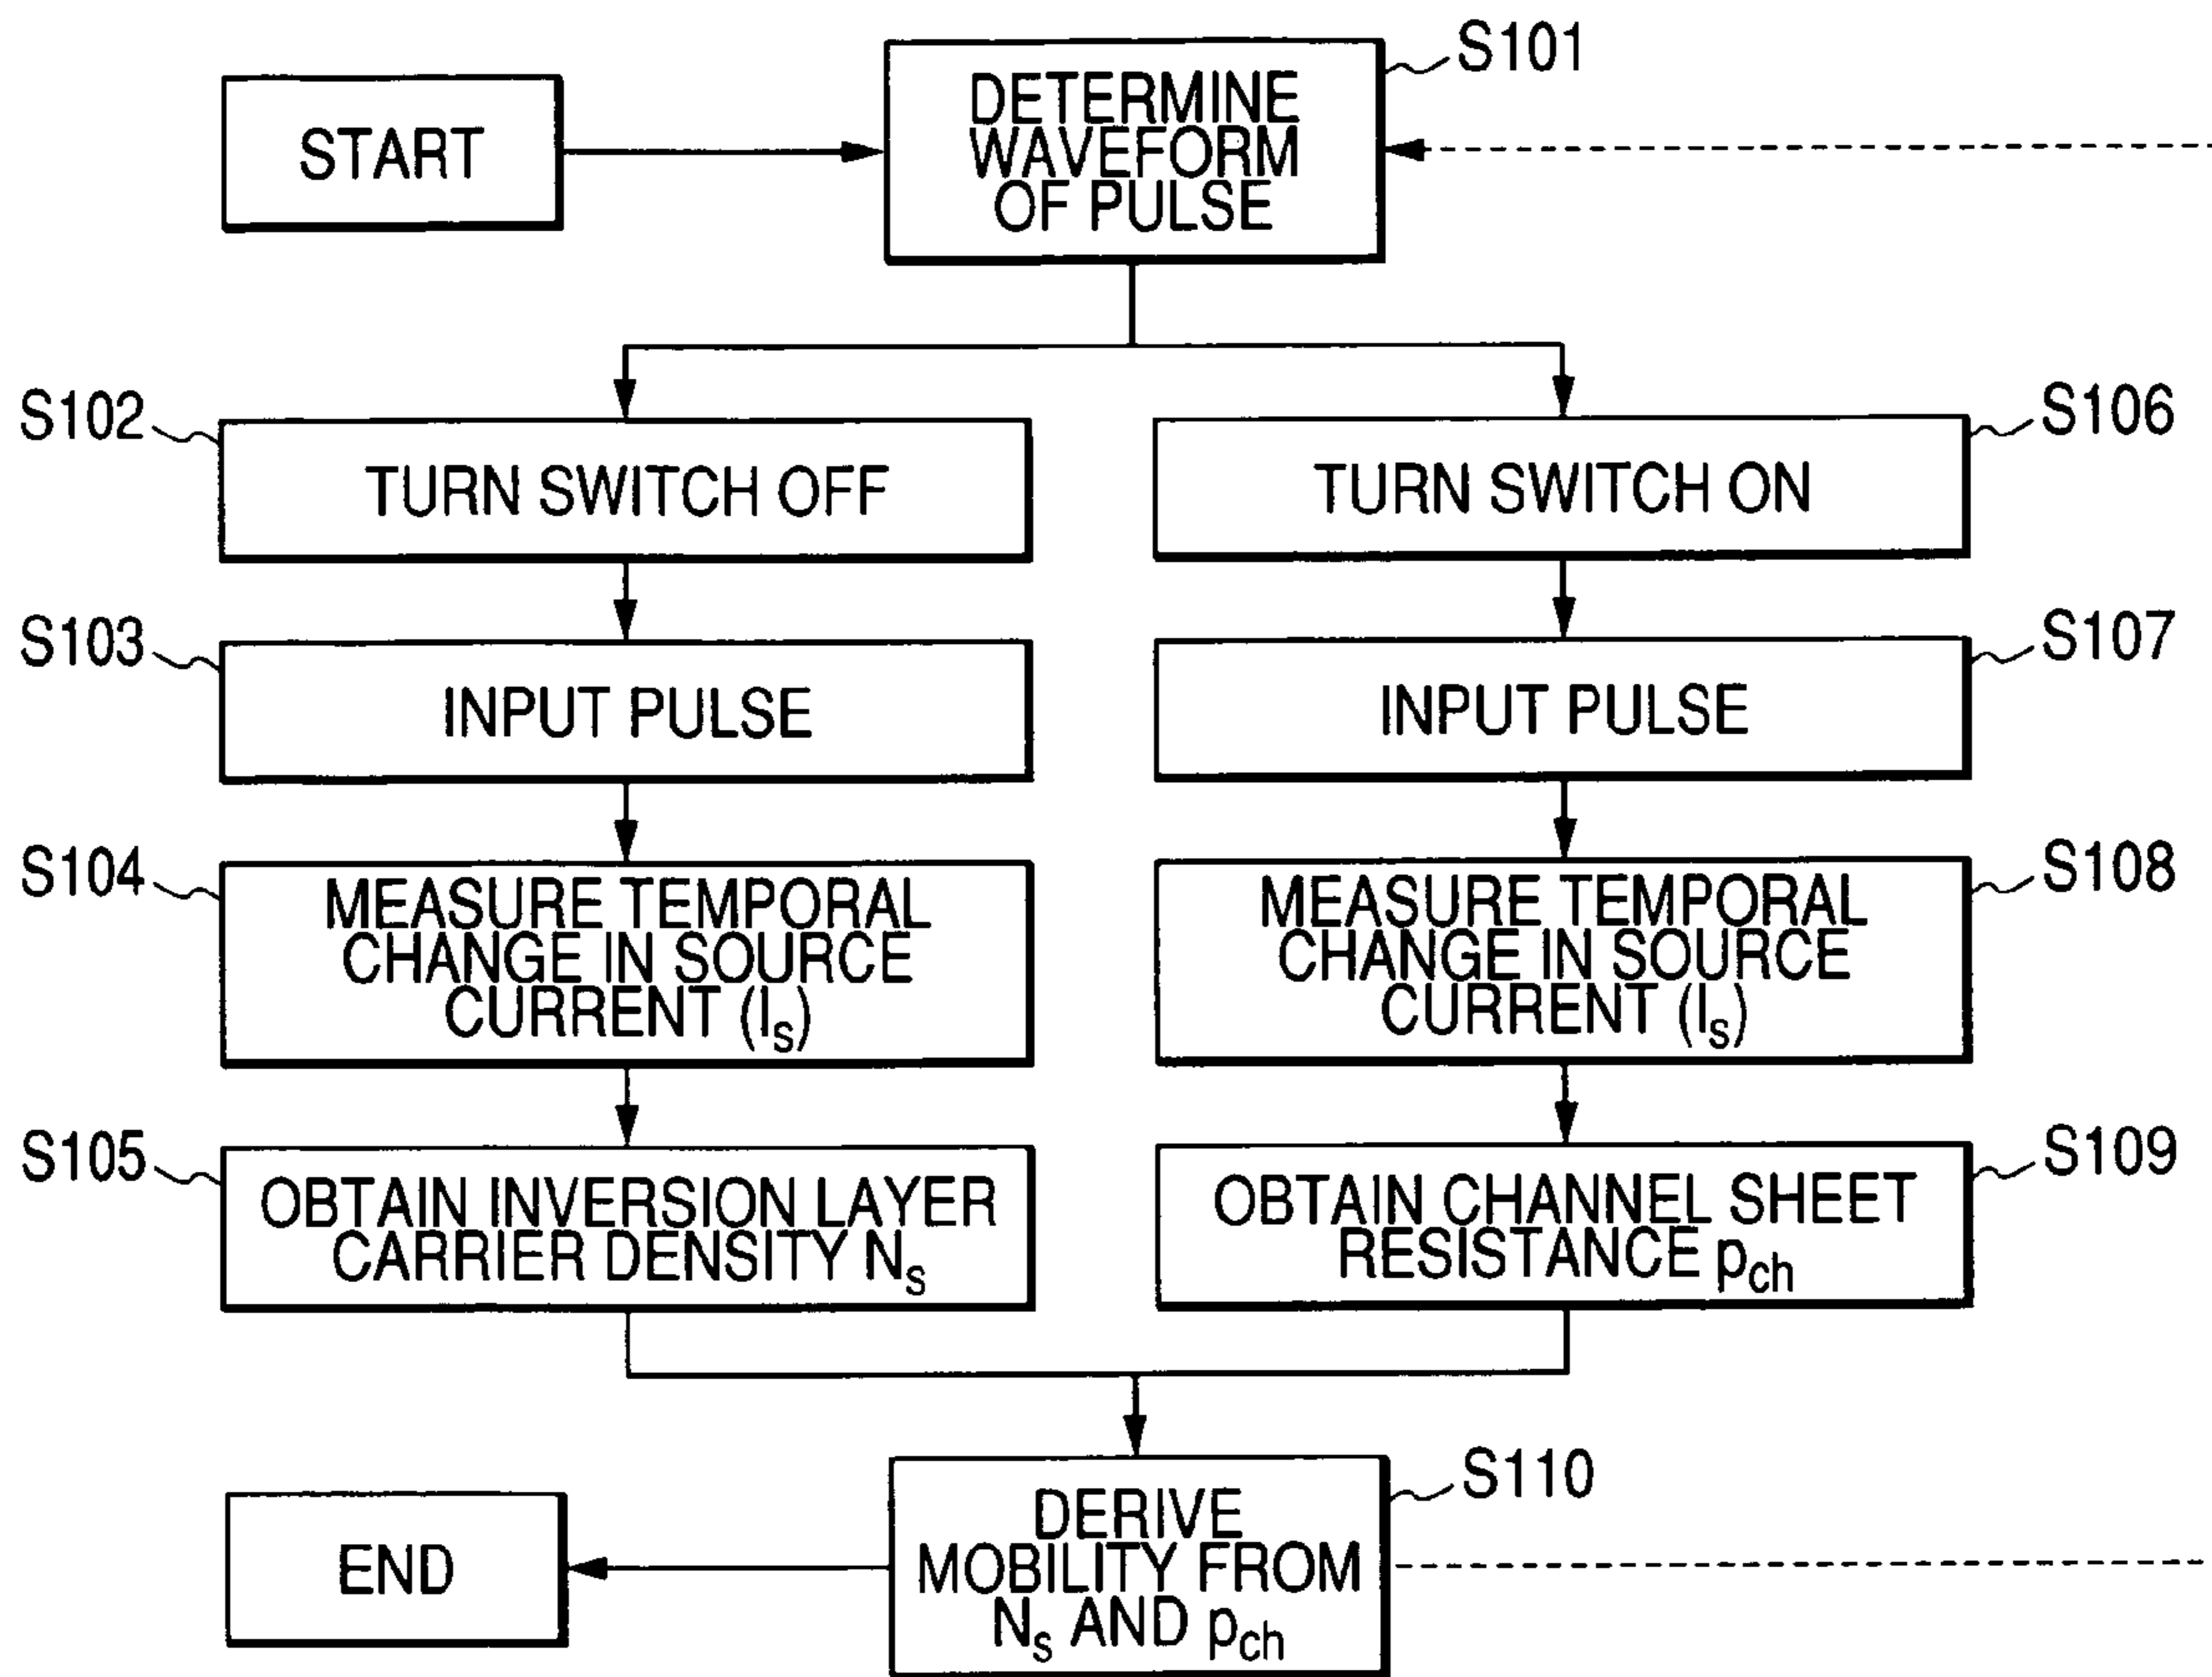 START
S101
DETERMINE
WAVEFORM
OF PULSE
S102
TURN SWITCH OFF
S106
TURN SWITCH ON
S103
INPUT PULSE
S107
INPUT PULSE
S104
MEASURE TEMPORAL
CHANGE IN SOURCE
CURRENT (Is)
S108
MEASURE TEMPORAL
CHANGE IN SOURCE
CURRENT (Is)
S105
OBTAIN INVERSION LAYER
CARRIER DENSITY Ns
S109
OBTAIN CHANNEL SHEET
RESISTANCE pch
S110
DERIVE
MOBILITY FROM
Ns AND pch
END